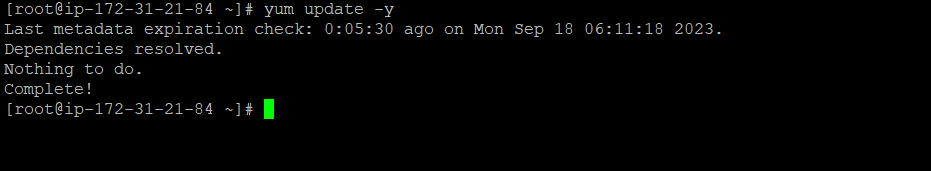 [root@ip-172-31-21-84 ~]# yum update -y
Last metadata expiration check: 0:05:30 ago on Mon Sep 18 06:11:18 2023.
Dependencies resolved.
Nothing to do.
Complete!
[root@ip-172-31-21-84 ~]#